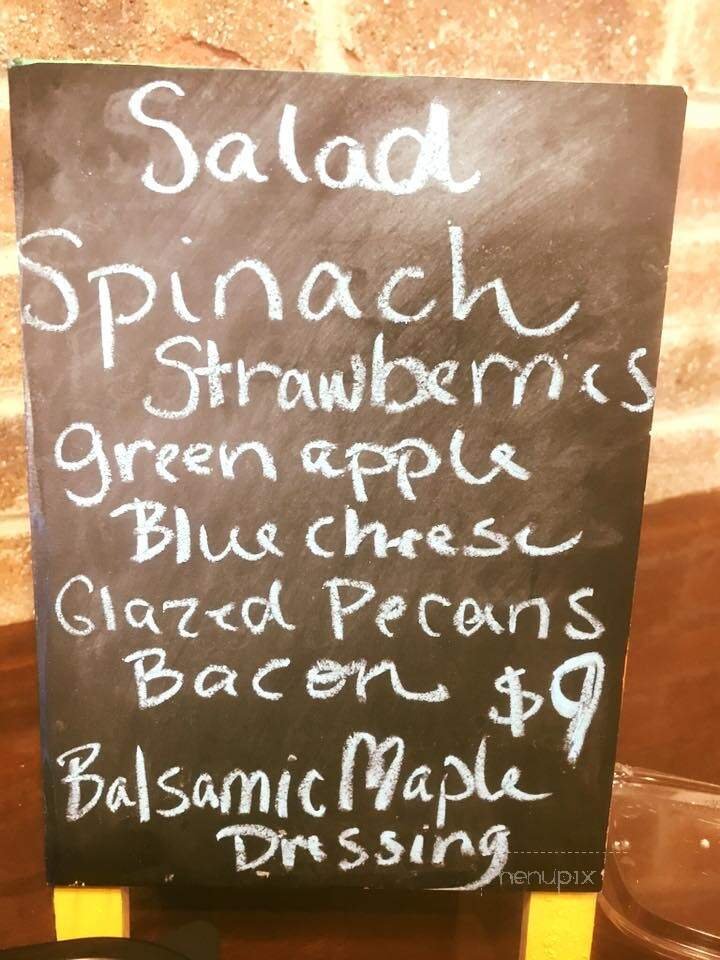 Salad
Spinach
Strawberries
green apple
Blue cheese
Glazed Pecans
Bacon $9
Balsamic Maple
Dressing
menupix